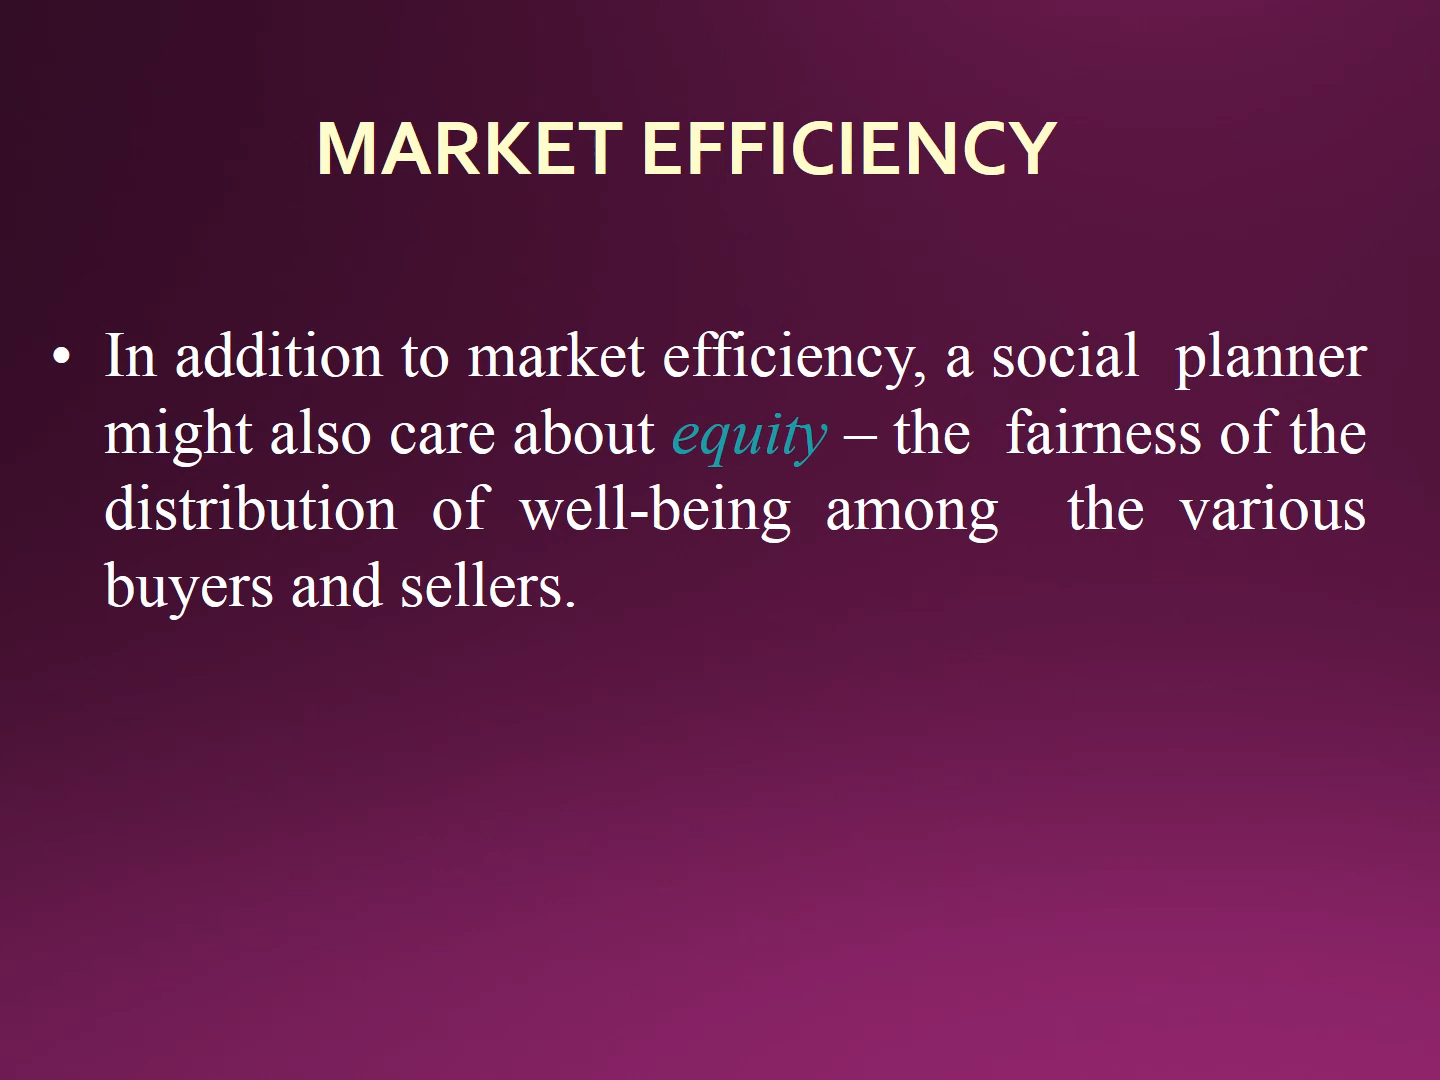 MARKET EFFICIENCY
• In addition to market efficiency, a social planner
might also care about equity – the fairness of the
distribution of well-being among the various
buyers and sellers.